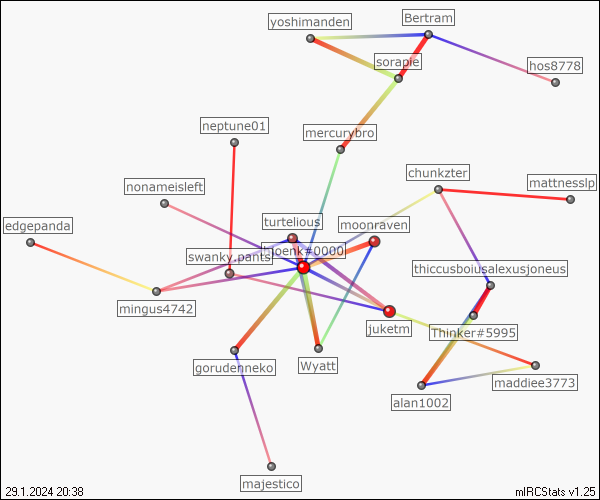 yoshimanden
Bertram
sorapie
hos8778
neptune01
mercurybro
chunkzter
nonameisleft
mattnesslp
turtelious
moonraven
edgepanda
hoenk#0000
swanky.pants
thiccusboiusalexusjoneus
mingus4742
juketm
Thinker#5995
gorudenneko
Wyatt
maddiee3773
alan1002
majestico
29.1.2024 20:38
mIRCStats v1.25